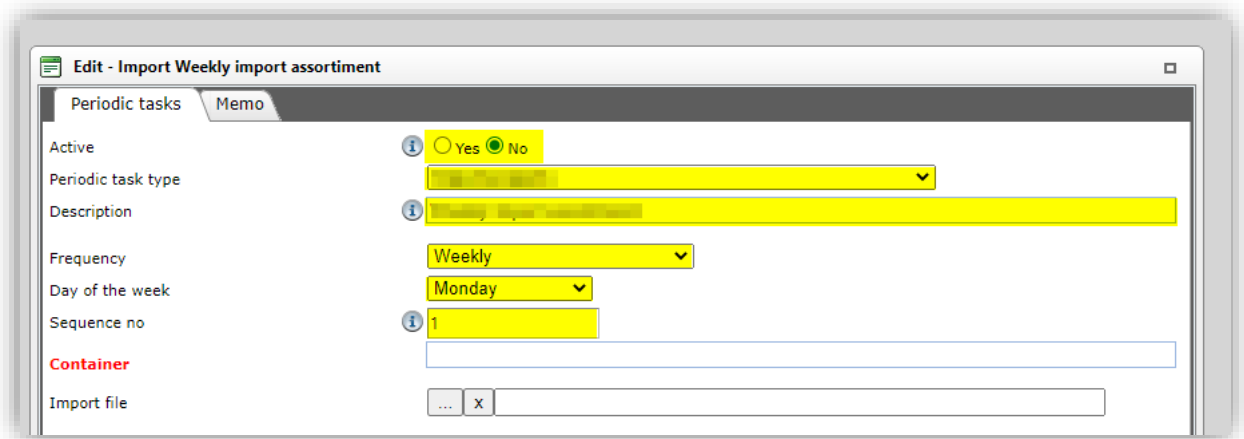 Edit - Import Weekly import assortiment
Periodic tasks Memo
Active Yes No
Periodic task type
Description
Frequency Weekly
Day of the week Monday
Sequence no 1
Container
Import file ... x